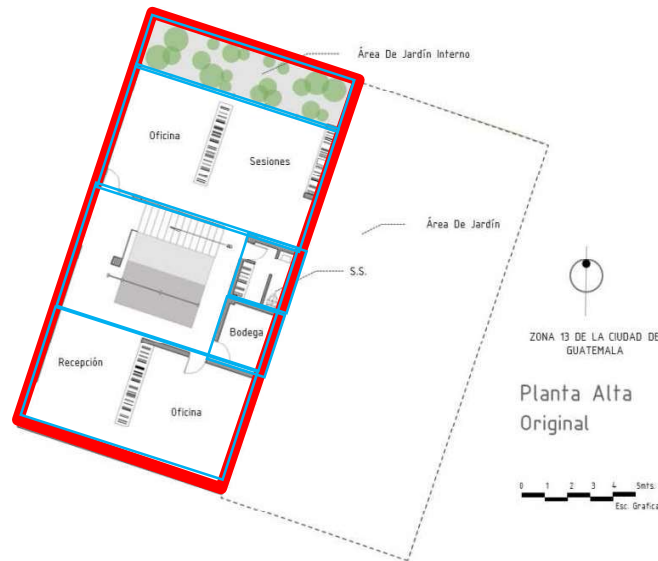 Área De Jardín Interno
Oficina
Sesiones
Área De Jardín
S.S.
Bodega
Recepción
Oficina
ZONA 13 DE LA CIUDAD DE
GUATEMALA
Planta Alta
Original
0 1 2 3 4 5mts.
Esc. Grafica